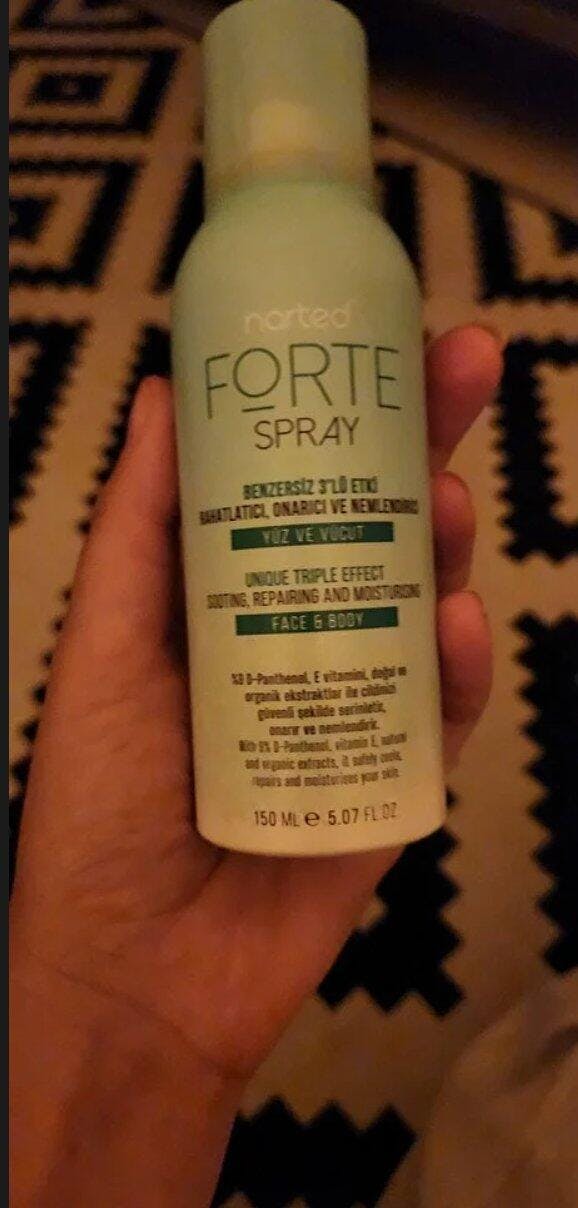 norted
FORTE
SPRAY
BENZERSİZ 3'LÜ ETKİ
RAHATLATICI, ONARICI VE NEMLENDİRİCİ
YÜZ VE VÜCUT
UNIQUE TRIPLE EFFECT
SOOTING, REPAIRING AND MOISTURISING
FACE & BODY
D-Panthenol, E vitamini, doğal ve
organik ekstraktlar ile cildinizi
güvenli şekilde serinletir,
onarır ve nemlendirir.
With D-Panthenol, vitamin E, natural
and organic extracts, it safely cools,
repairs and moisturises your skin.
150 ML e 5.07 FL.OZ